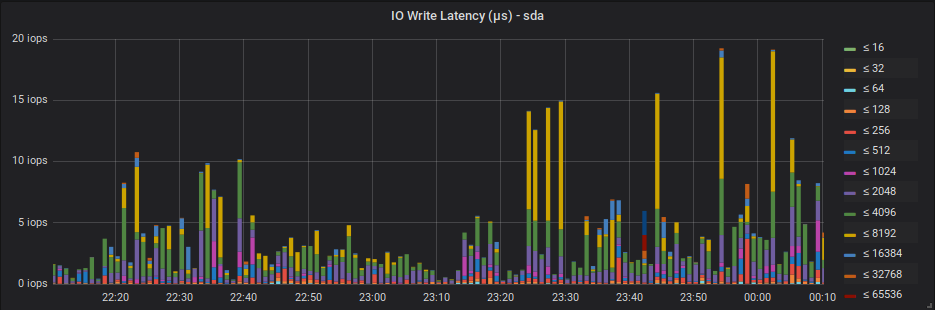 IO Write Latency (µs) - sda
20 iops
15 iops
10 iops
5 iops
0 iops
22:20 22:30 22:40 22:50 23:00 23:10 23:20 23:30 23:40 23:50 00:00 00:10
≤ 16
≤ 32
≤ 64
≤ 128
≤ 256
≤ 512
≤ 1024
≤ 2048
≤ 4096
≤ 8192
≤ 16384
≤ 32768
≤ 65536